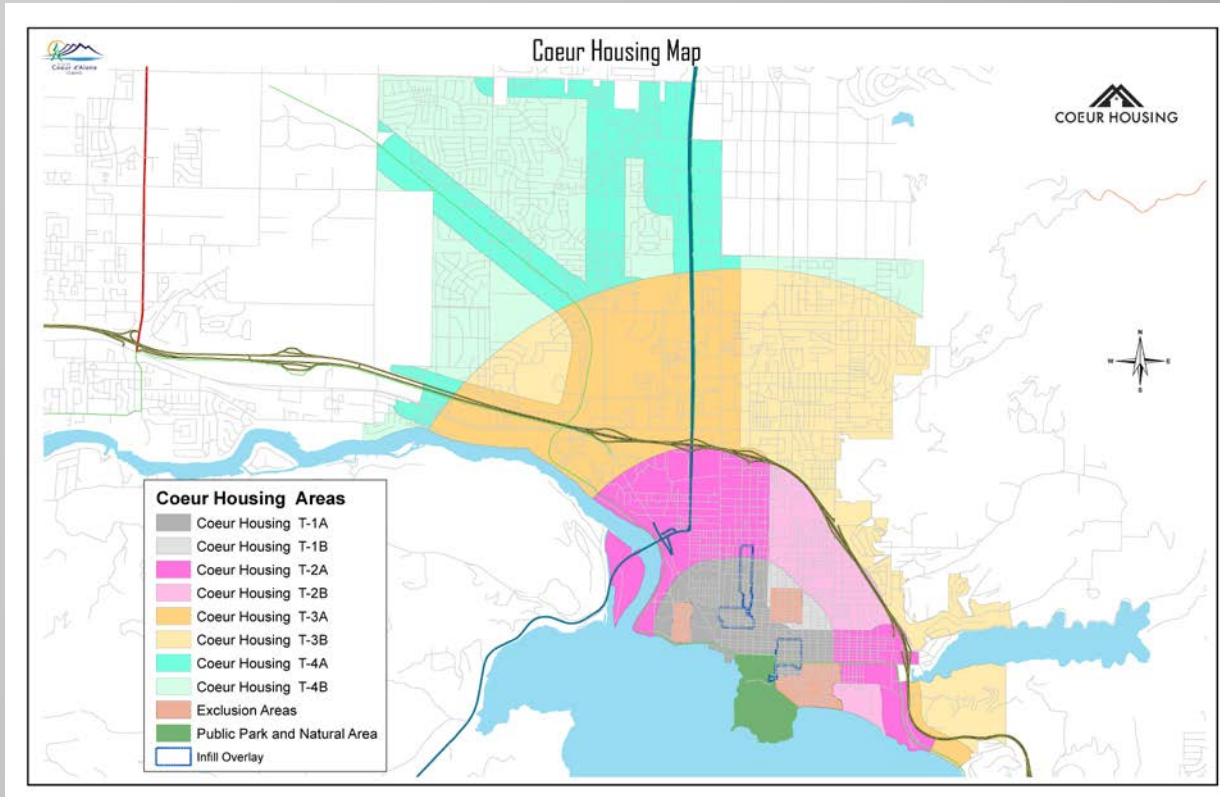 Coeur Housing Map
Coeur d'Alene
IDAHO
COEUR HOUSING
N
W E
S
Coeur Housing Areas
Coeur Housing T-1A
Coeur Housing T-1B
Coeur Housing T-2A
Coeur Housing T-2B
Coeur Housing T-3A
Coeur Housing T-3B
Coeur Housing T-4A
Coeur Housing T-4B
Exclusion Areas
Public Park and Natural Area
Infill Overlay